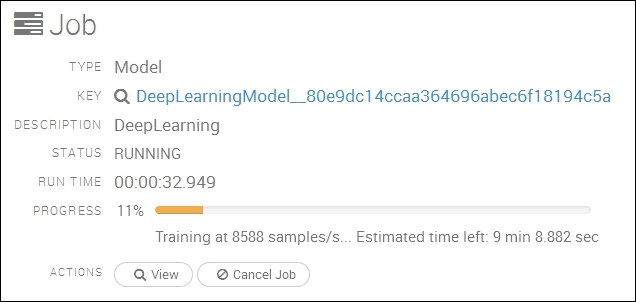 Job
TYPE Model
KEY DeepLearningModel__80e9dc14ccaa364696abec6f18194c5a
DESCRIPTION DeepLearning
STATUS RUNNING
RUN TIME 00:00:32.949
PROGRESS 11%
Training at 8588 samples/s... Estimated time left: 9 min 8.882 sec
ACTIONS View Cancel Job